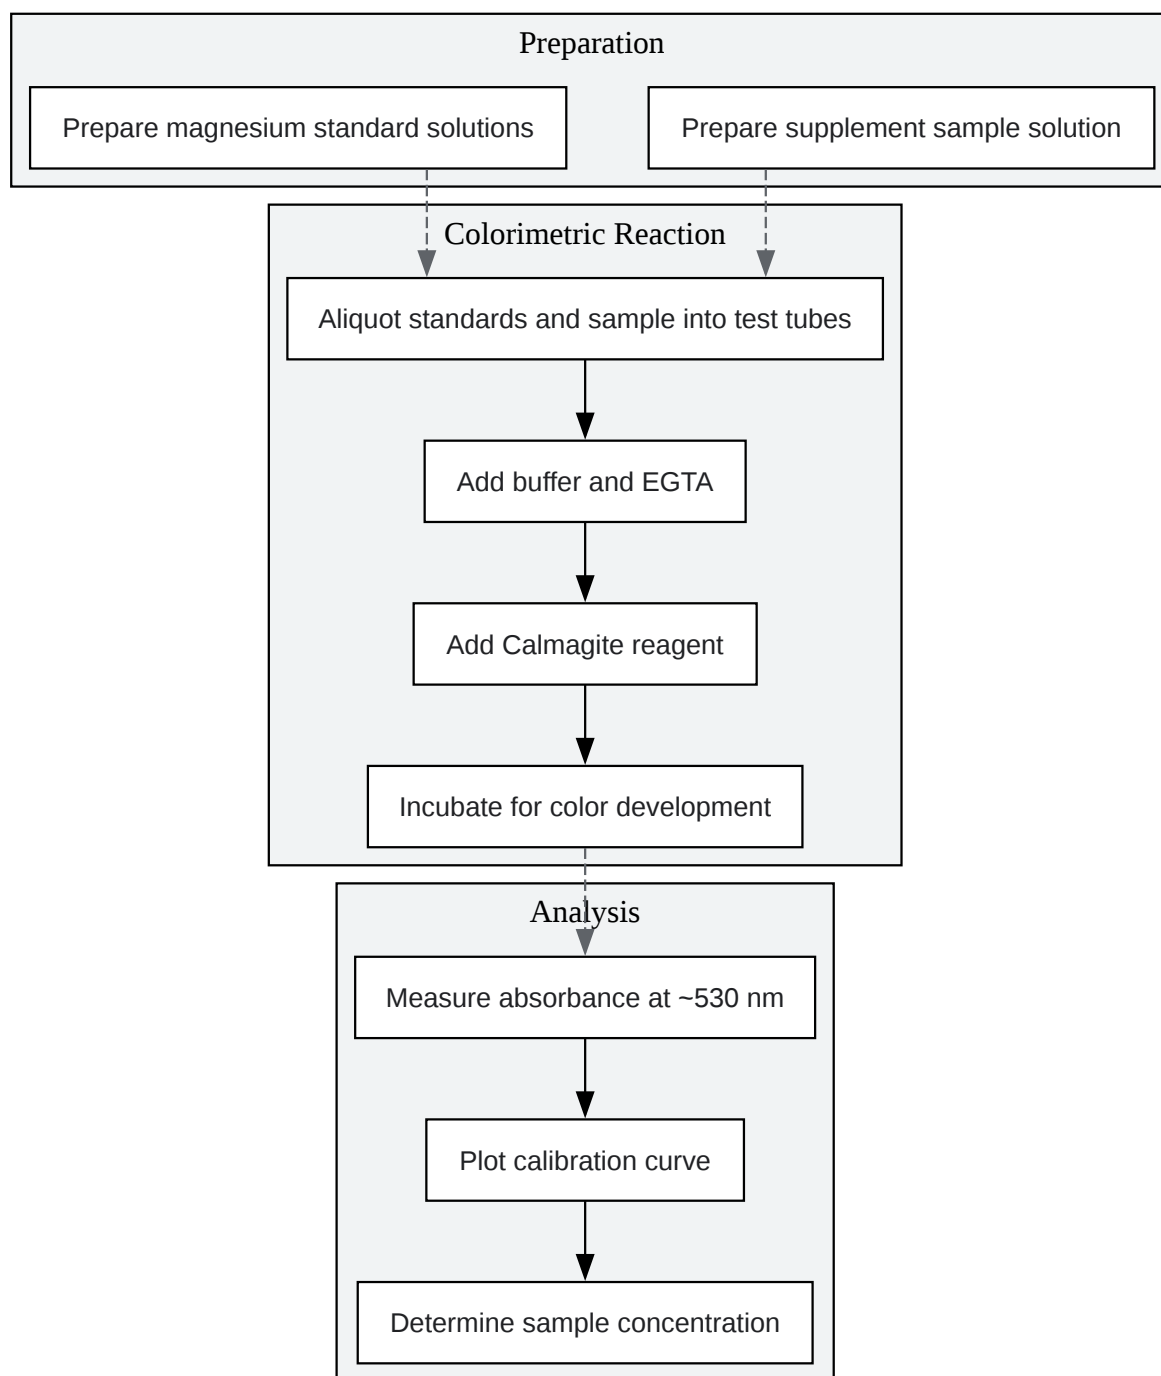 Preparation
Prepare magnesium standard solutions
Prepare supplement sample solution
Colorimetric Reaction
Aliquot standards and sample into test tubes
Add buffer and EGTA
Add Calmagite reagent
Incubate for color development
Analysis
Measure absorbance at ~530 nm
Plot calibration curve
Determine sample concentration